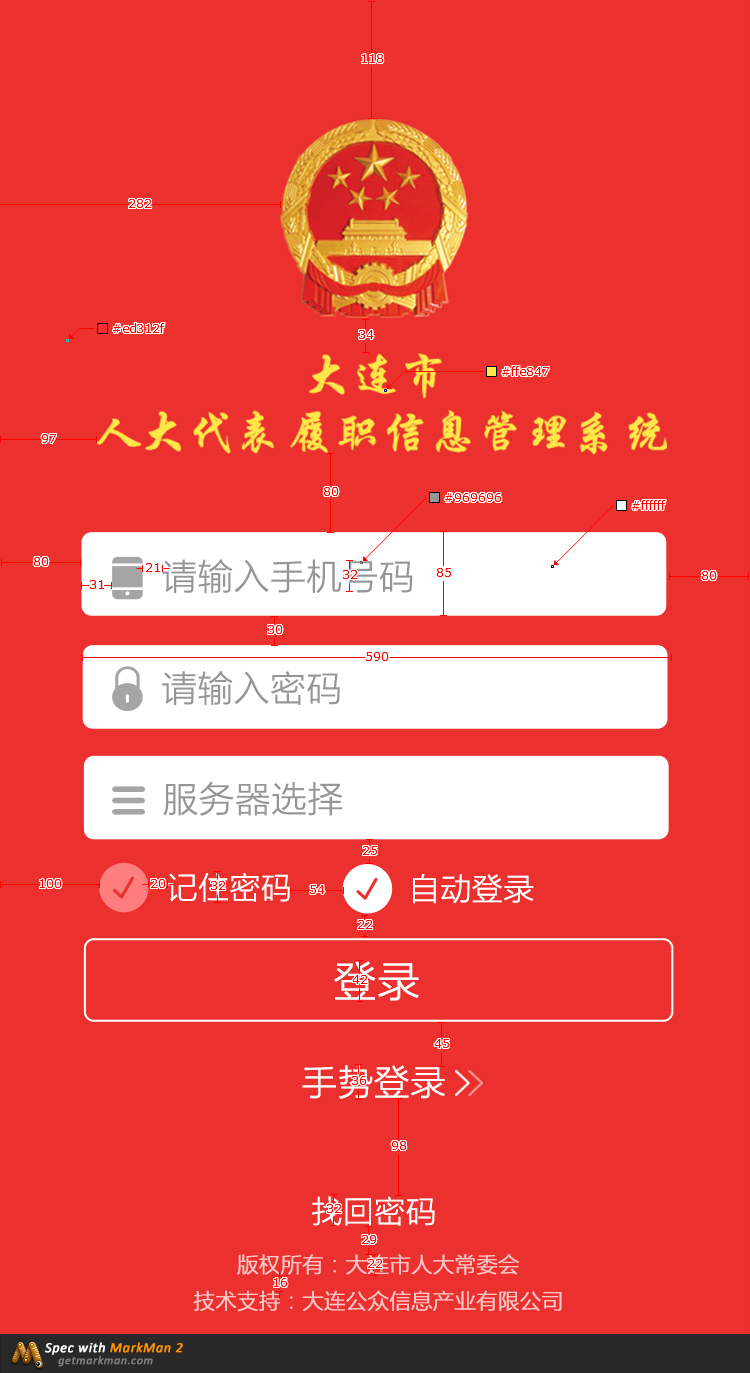 118
282
#ed312f
34
大连市
#ffe847
97
人大代表履职信息管理系统
80
#969696
#ffffff
80
31
21
请输入手机号码
32
85
80
30
590
请输入密码
服务器选择
25
100
20
记住密码
32
54
自动登录
22
登录
42
45
手势登录
36
98
找回密码
32
29
版权所有：大连市人大常委会
22
16
技术支持：大连公众信息产业有限公司
Spec with MarkMan 2
getmarkman.com